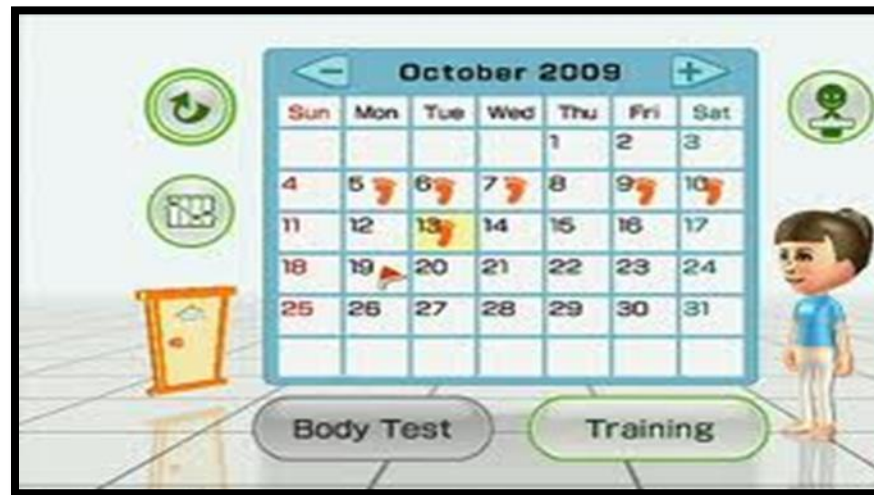 October 2009
Sun Mon Tue Wed Thu Fri Sat
1 2 3
4 5 6 7 8 9 10
11 12 13 14 15 16 17
18 19 20 21 22 23 24
25 26 27 28 29 30 31
Body Test Training